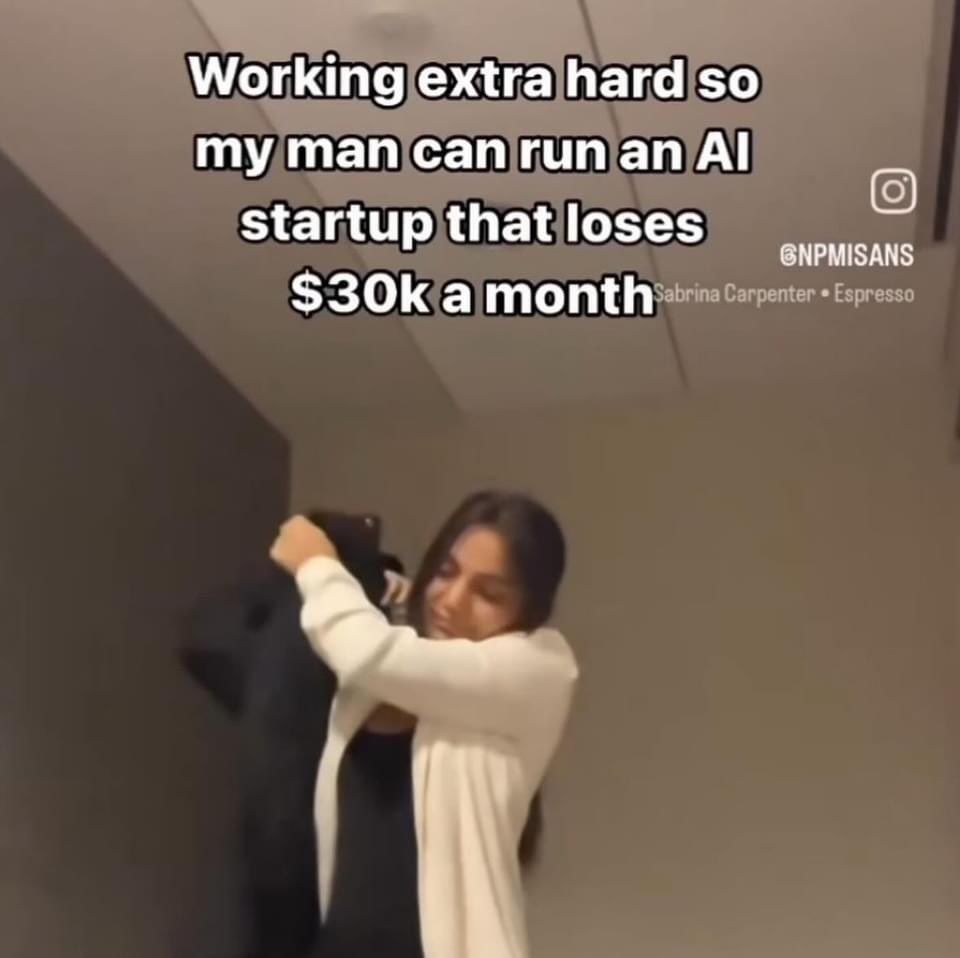 Working extra hard so
my man can run an AI
startup that loses
$30k a month
@NPMISANS
Sabrina Carpenter • Espresso